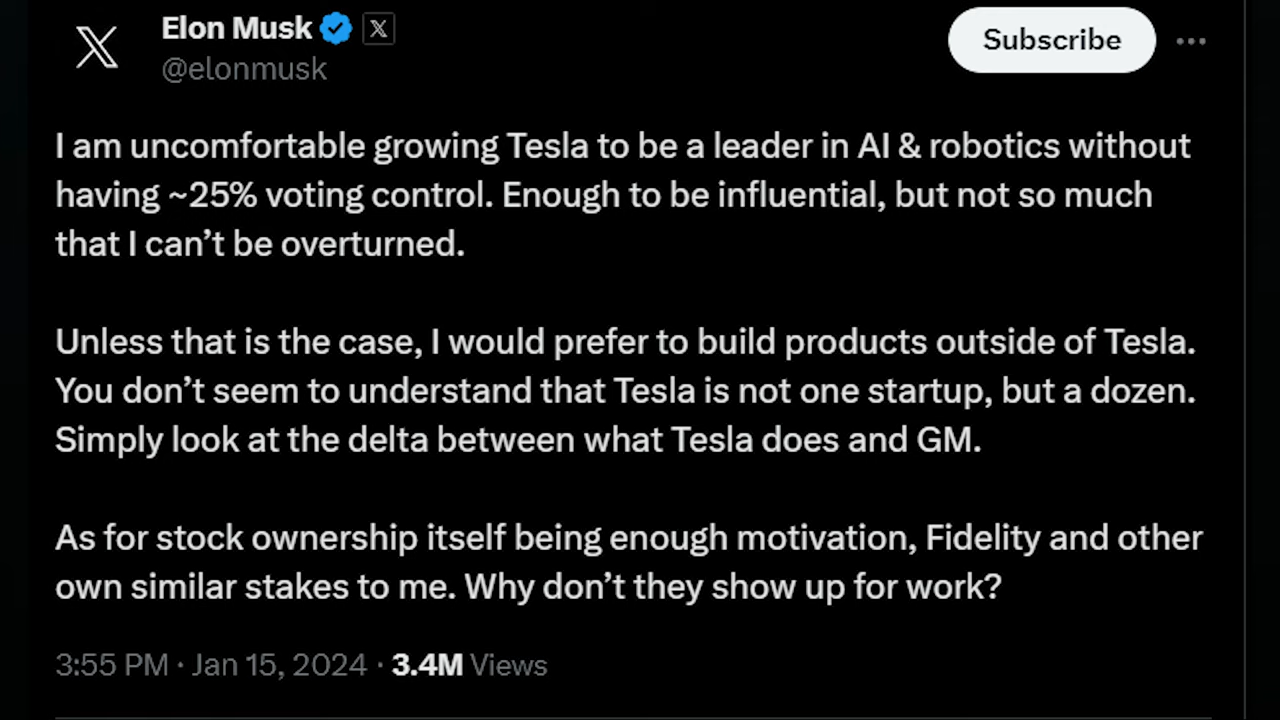 Elon Musk
@elonmusk
Subscribe
I am uncomfortable growing Tesla to be a leader in AI & robotics without
having ~25% voting control. Enough to be influential, but not so much
that I can’t be overturned.
Unless that is the case, I would prefer to build products outside of Tesla.
You don’t seem to understand that Tesla is not one startup, but a dozen.
Simply look at the delta between what Tesla does and GM.
As for stock ownership itself being enough motivation, Fidelity and other
own similar stakes to me. Why don’t they show up for work?
3:55 PM · Jan 15, 2024 · 3.4M Views